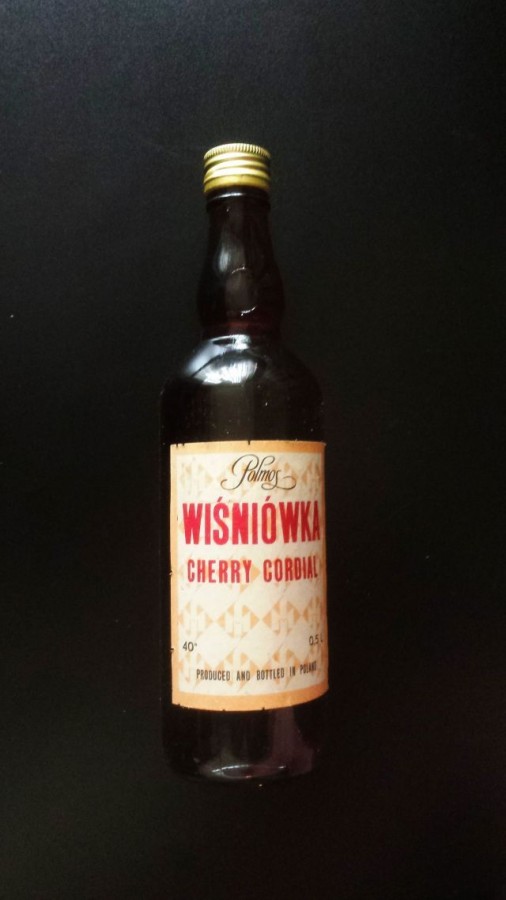 Polmos
WIŚNIÓWKA
CHERRY CORDIAL
40° 0.5 L
PRODUCED AND BOTTLED IN POLAND